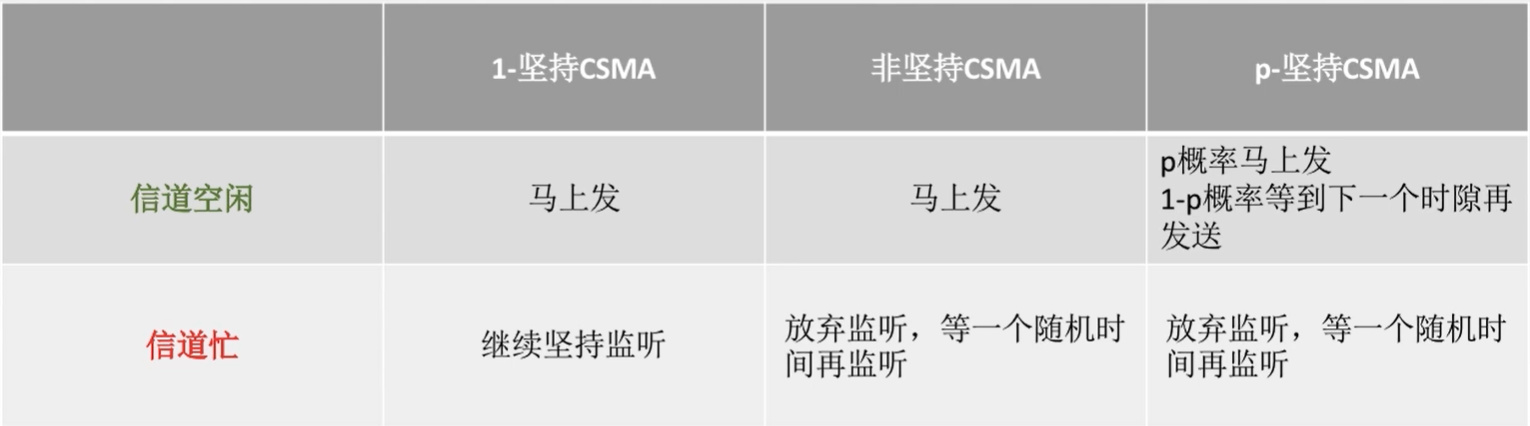 1-坚持CSMA
非坚持CSMA
p-坚持CSMA
信道空闲
马上发
马上发
p概率马上发
1-p概率等到下一个时隙再
发送
信道忙
继续坚持监听
放弃监听，等一个随机时
间再监听
放弃监听，等一个随机时
间再监听